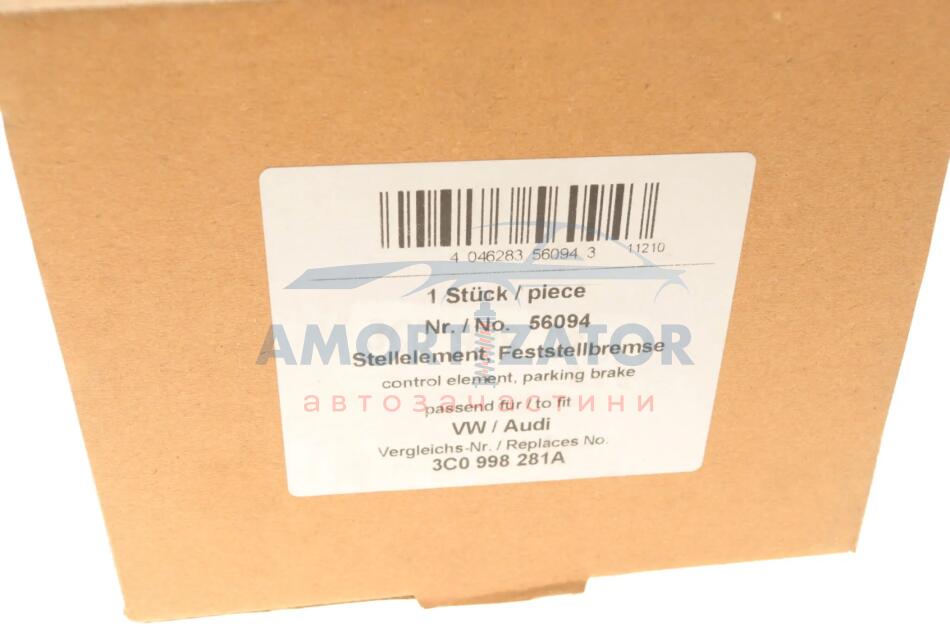 4 046283 56094 3
11210
1 Stück / piece
Nr. / No. 56094
AMORTIZATOR
Stellelement, Feststellbremse
control element, parking brake
автозапчастини
passend für / to fit
VW / Audi
Vergleichs-Nr. / Replaces No.
3C0 998 281A